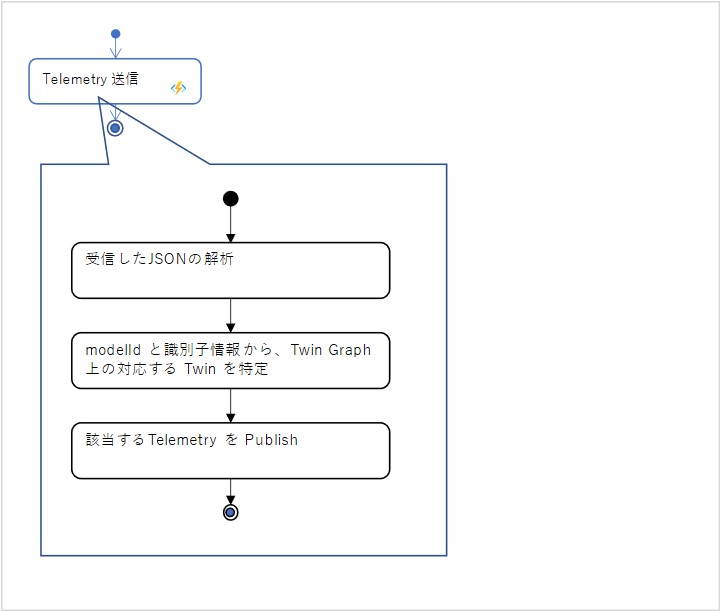 Telemetry 送信
受信したJSONの解析
modelId と識別子情報から、Twin Graph
上の対応する Twin を特定
該当するTelemetry を Publish